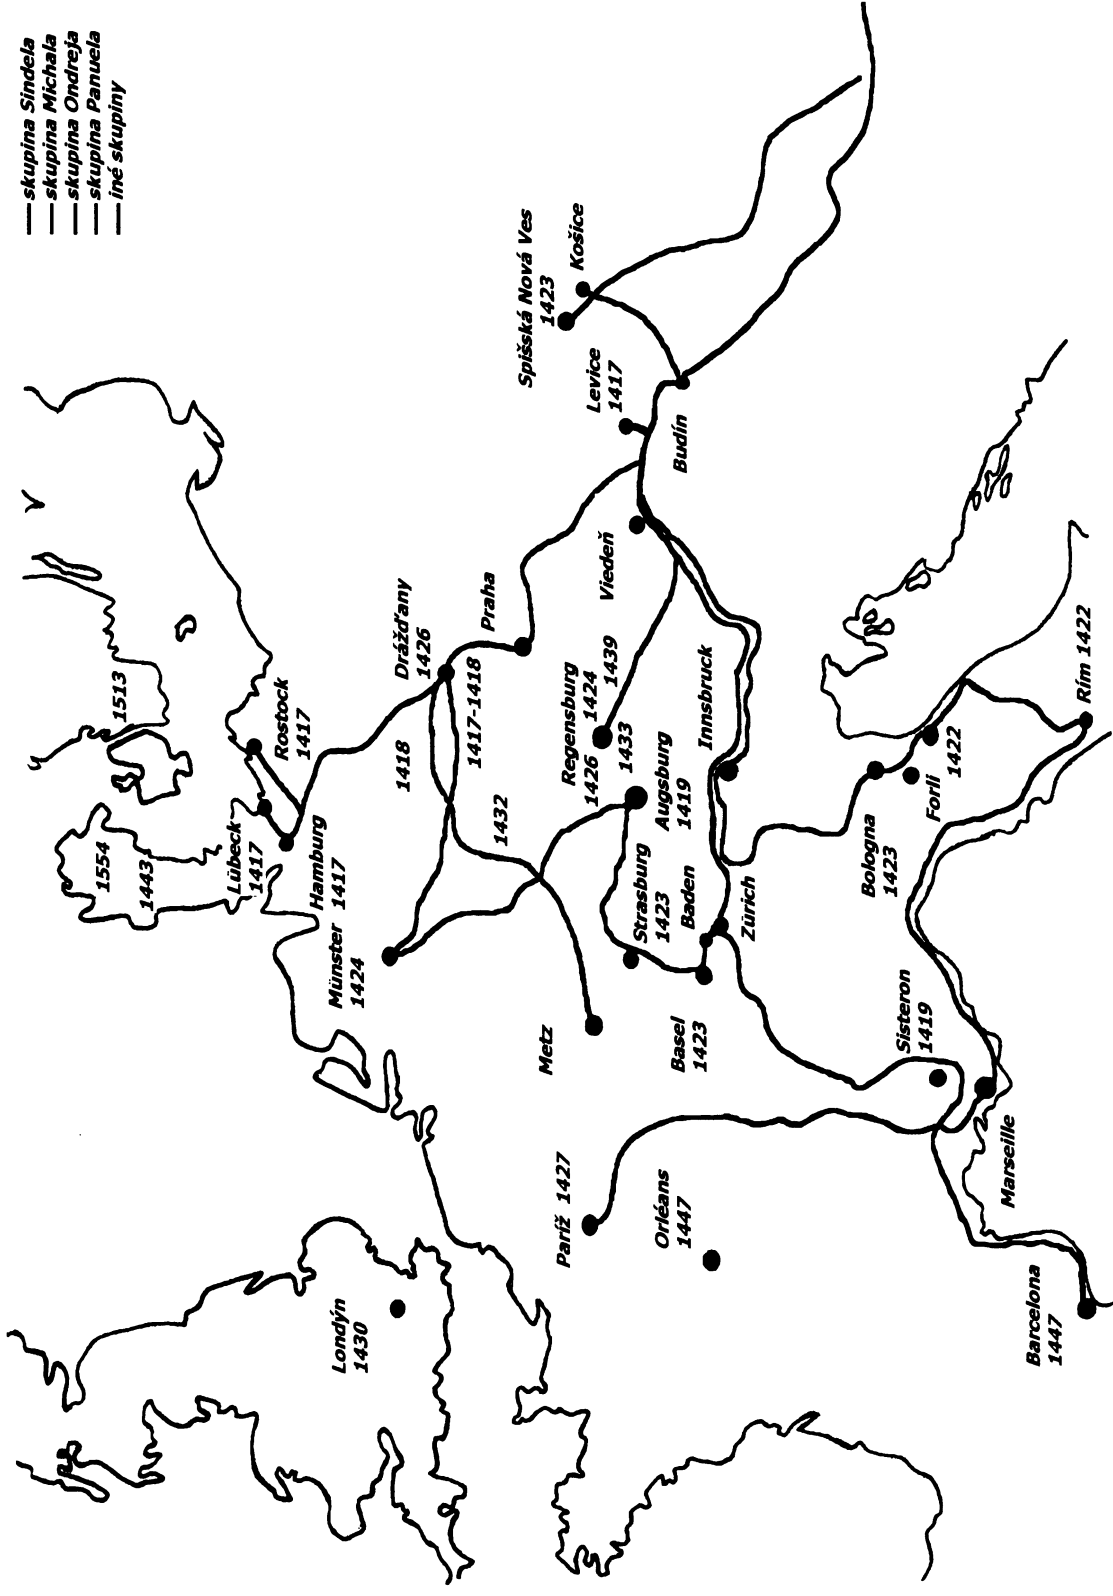 skupina Sindela
skupina Michala
skupina Ondreja
skupina Panuela
iné skupiny
1513
1554
1443
Rostock
1417
Lübeck
1417
Hamburg
1417
Münster
1424
Drážďany
1426
1418
1417-1418
Praha
1432
Spišská Nová Ves
1423
Košice
Levice
1417
Budín
Viedeň
Regensburg
1426 1424
1433 1439
Augsburg
1419
Innsbruck
Strasburg
1423
Baden
Zürich
Basel
1423
Metz
Londýn
1430
Paríž 1427
Orléans
1447
Sisteron
1419
Marseille
Barcelona
1447
Bologna
1423
Forli
1422
Rím 1422